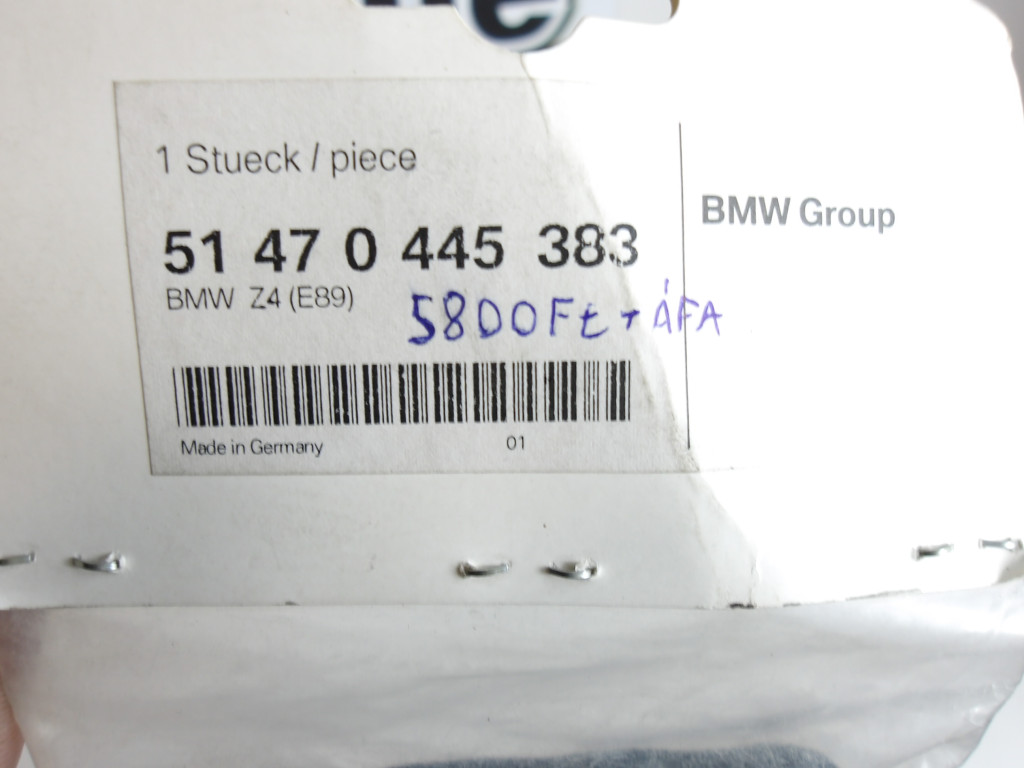 1 Stueck / piece
51 47 0 445 383
BMW Z4 (E89)
5800Ft + ÁFA
Made in Germany 01
BMW Group